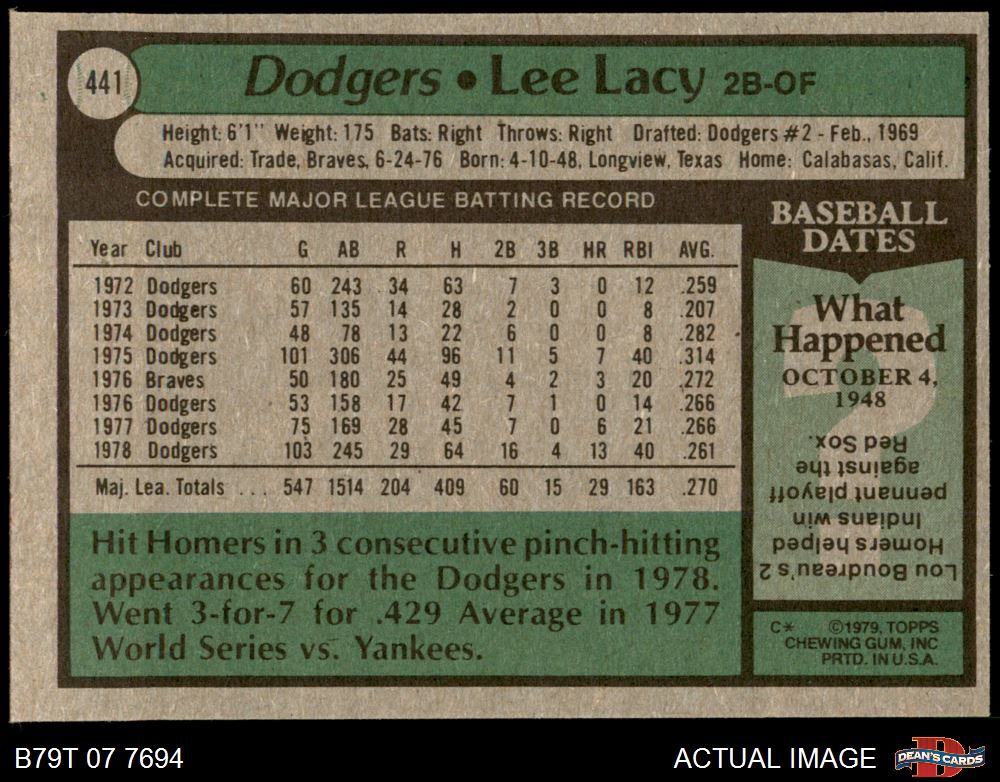 441
Dodgers • Lee Lacy 2B-OF
Height: 6'1" Weight: 175 Bats: Right Throws: Right Drafted: Dodgers #2 - Feb., 1969
Acquired: Trade, Braves, 6-24-76 Born: 4-10-48, Longview, Texas Home: Calabasas, Calif.
COMPLETE MAJOR LEAGUE BATTING RECORD
Year Club G AB R H 2B 3B HR RBI AVG.
1972 Dodgers 60 243 34 63 7 3 0 12 .259
1973 Dodgers 57 135 14 28 2 0 0 8 .207
1974 Dodgers 48 78 13 22 6 0 0 8 .282
1975 Dodgers 101 306 44 96 11 5 7 40 .314
1976 Braves 50 180 25 49 4 2 3 20 .272
1976 Dodgers 53 158 17 42 7 1 0 14 .266
1977 Dodgers 75 169 28 45 7 0 6 21 .266
1978 Dodgers 103 245 29 64 16 4 13 40 .261
Maj. Lea. Totals ... 547 1514 204 409 60 15 29 163 .270
Hit Homers in 3 consecutive pinch-hitting
appearances for the Dodgers in 1978.
Went 3-for-7 for .429 Average in 1977
World Series vs. Yankees.
BASEBALL
DATES
What
Happened
OCTOBER 4,
1948
Lou Boudreau's 2
Homers helped
Indians win
pennant playoff
against the
Red Sox.
C* ©1979, TOPPS
CHEWING GUM, INC
PRTD. IN U.S.A.
B79T 07 7694
ACTUAL IMAGE
D
DEAN'S CARDS